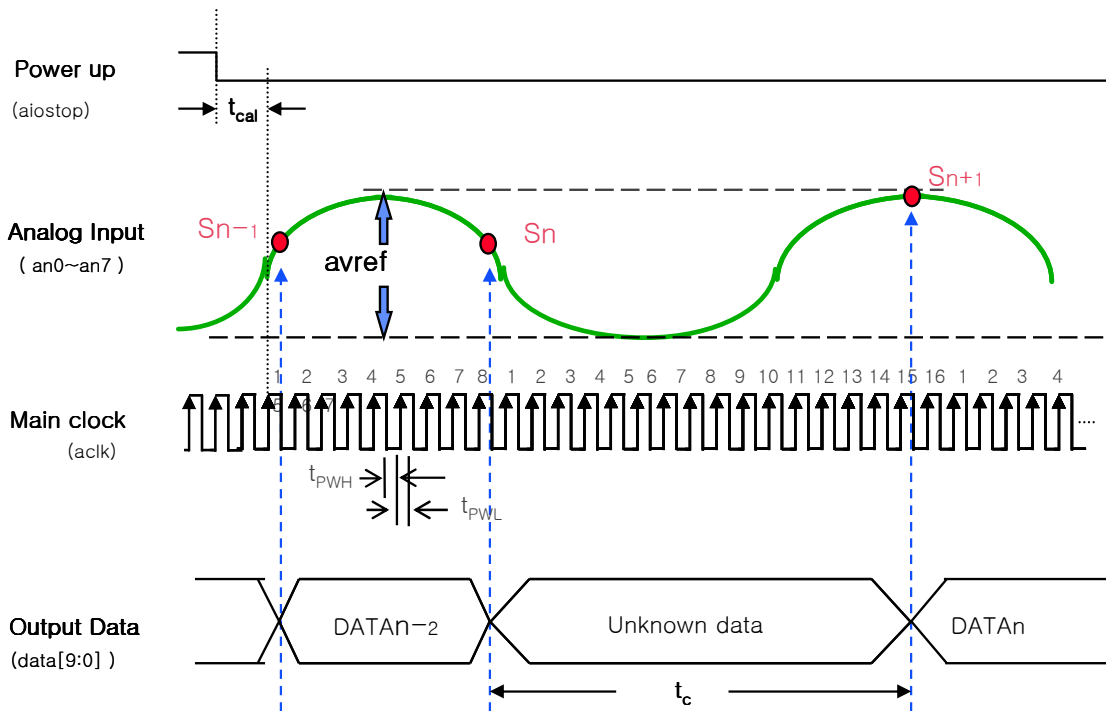 Power up
(aiostop)
tcal
Sn-1
Sn
Sn+1
Analog Input
( an0~an7 )
avref
1 2 3 4 5 6 7 8 1 2 3 4 5 6 7 8 9 10 11 12 13 14 15 16 1 2 3 4
5 6 7
Main clock
(aclk)
....
tPWH
tPWL
Output Data
(data[9:0] )
DATAn-2
Unknown data
DATAn
tc